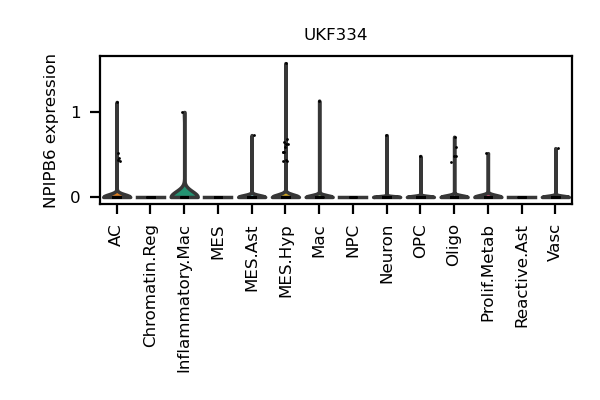 UKF334
NPIPB6 expression
1
0
AC
Chromatin.Reg
Inflammatory.Mac
MES
MES.Ast
MES.Hyp
Mac
NPC
Neuron
OPC
Oligo
Prolif.Metab
Reactive.Ast
Vasc